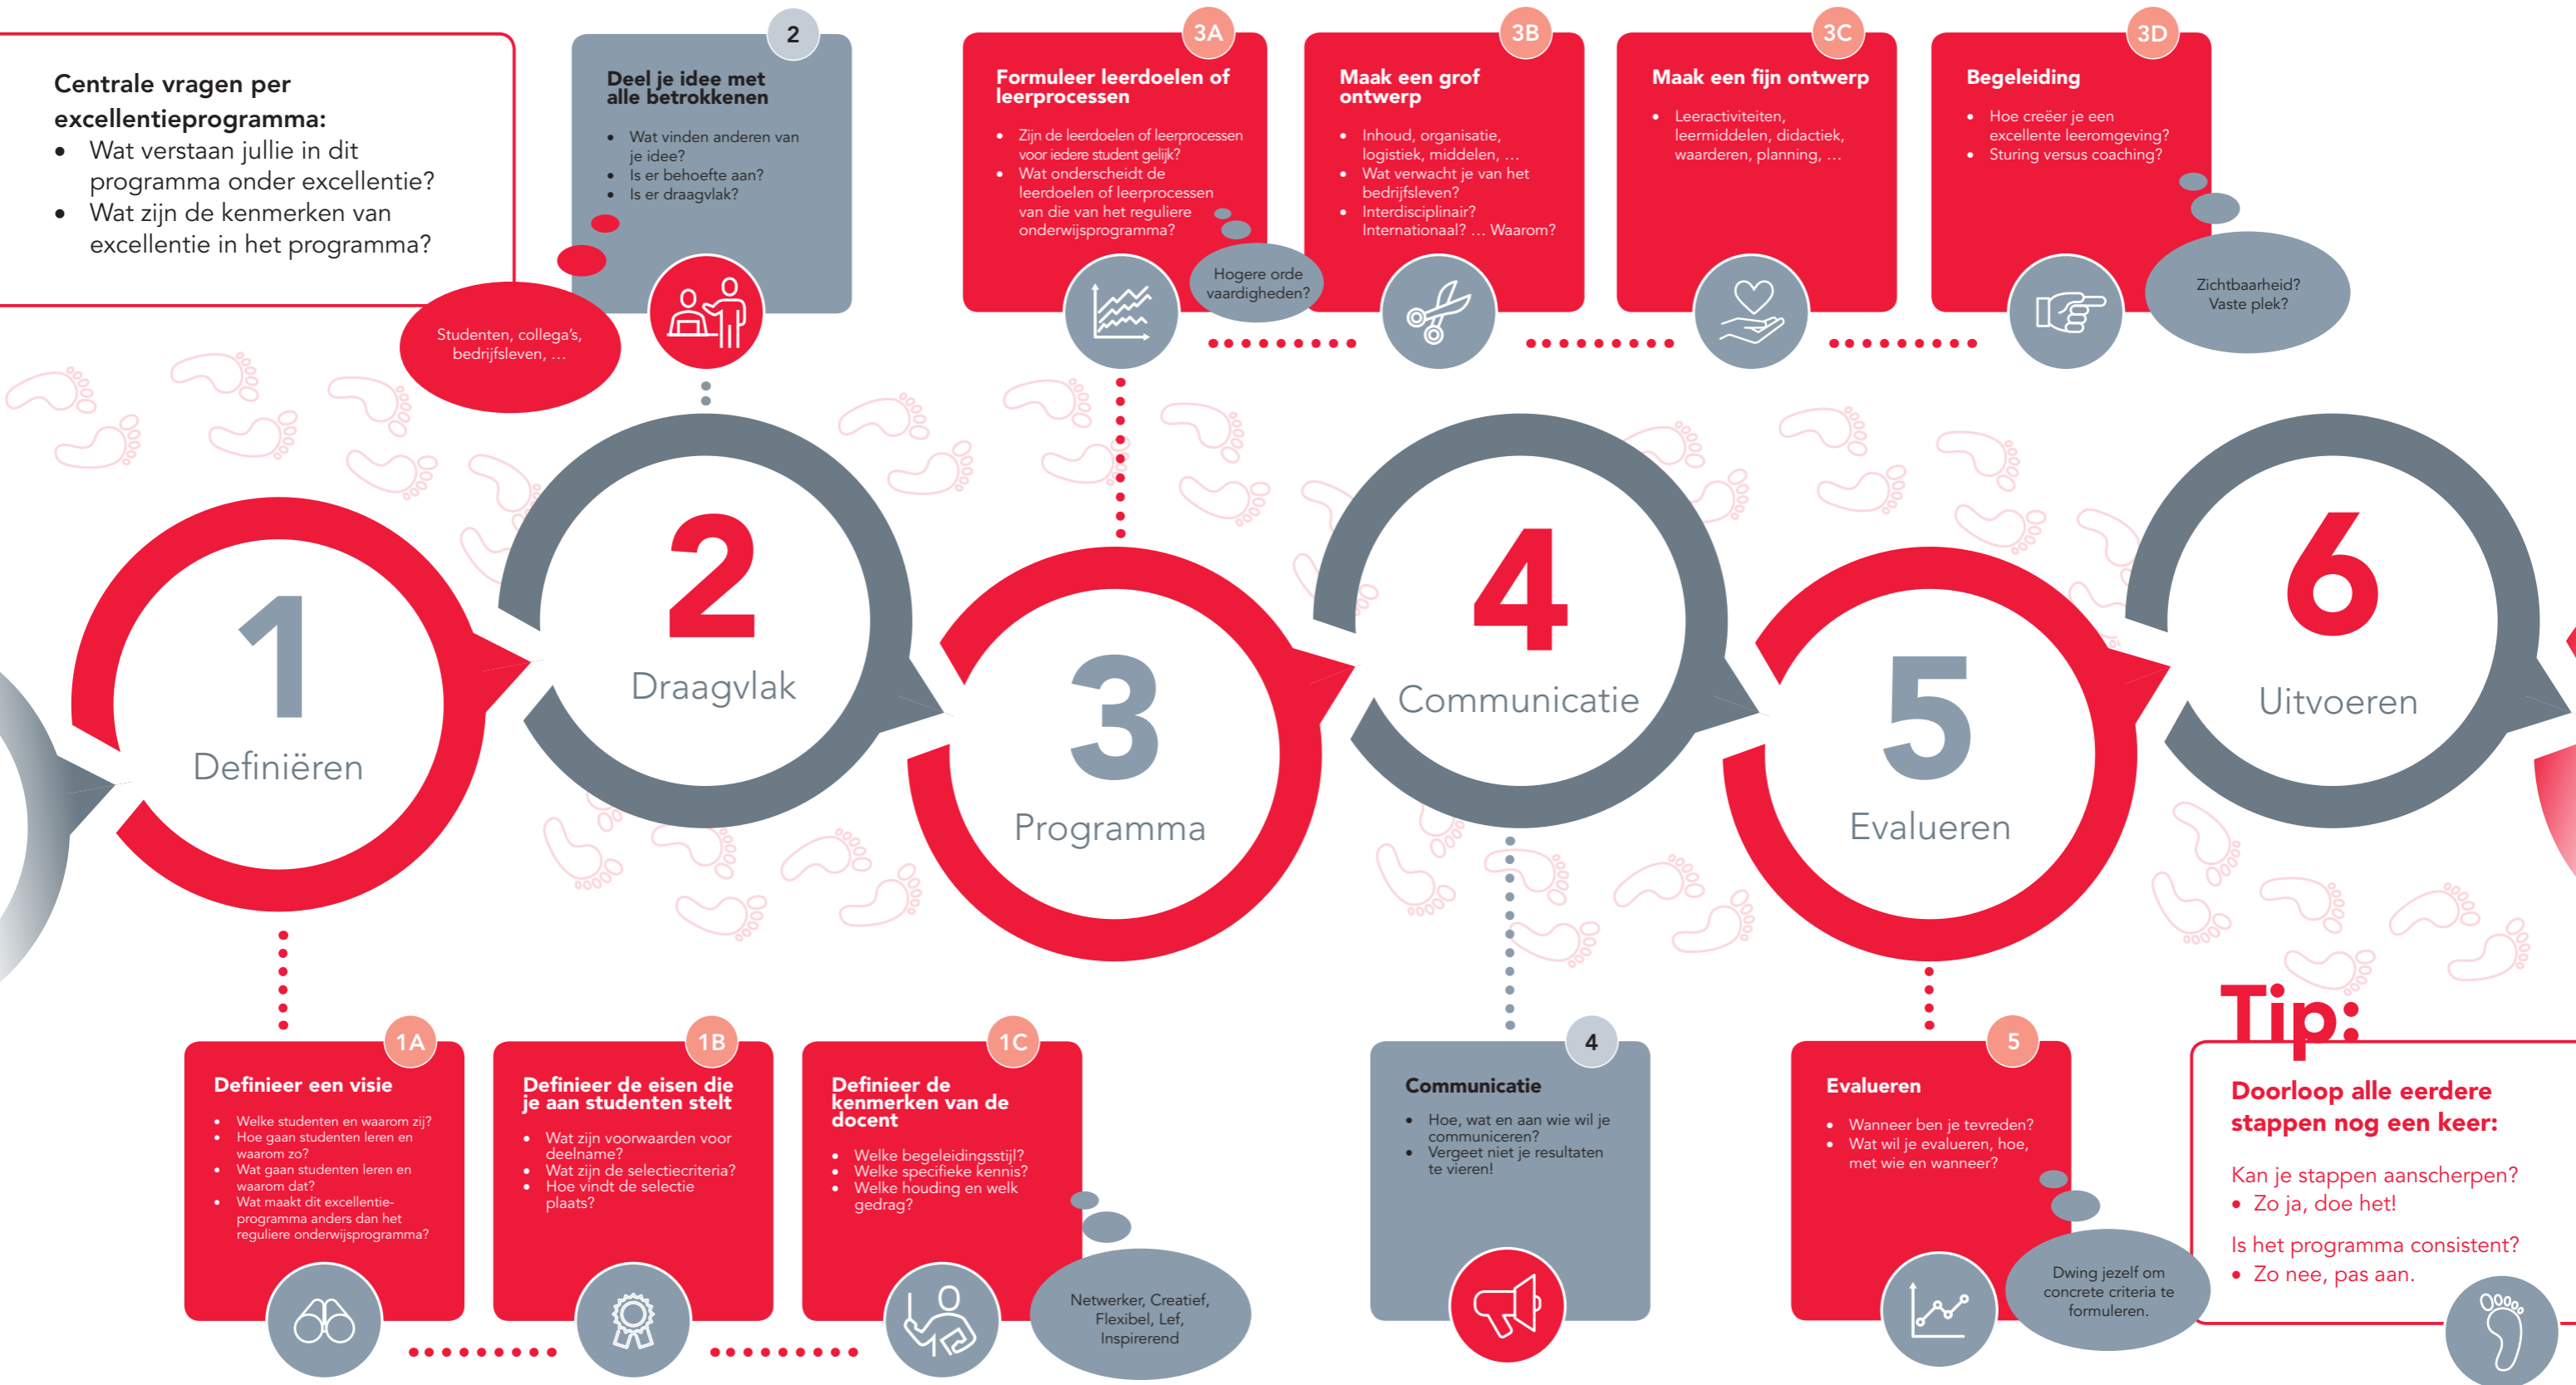 Centrale vragen per
excellentieprogramma:
• Wat verstaan jullie in dit
programma onder excellentie?
• Wat zijn de kenmerken van
excellentie in het programma?
2
Deel je idee met
alle betrokkenen
• Wat vinden anderen van
je idee?
• Is er behoefte aan?
• Is er draagvlak?
Studenten, collega's,
bedrijfsleven, …
3A
Formuleer leerdoelen of
leerprocessen
• Zijn de leerdoelen of leerprocessen
voor iedere student gelijk?
• Wat onderscheidt de
leerdoelen of leerprocessen
van die van het reguliere
onderwijsprogramma?
Hogere orde
vaardigheden?
3B
Maak een grof
ontwerp
• Inhoud, organisatie,
logistiek, middelen, …
• Wat verwacht je van het
bedrijfsleven?
• Interdisciplinair?
Internationaal? … Waarom?
3C
Maak een fijn ontwerp
• Leeractiviteiten,
leermiddelen, didactiek,
waarderen, planning, …
3D
Begeleiding
• Hoe creëer je een
excellente leeromgeving?
• Sturing versus coaching?
Zichtbaarheid?
Vaste plek?
1
Definiëren
2
Draagvlak
3
Programma
4
Communicatie
5
Evalueren
6
Uitvoeren
1A
Definieer een visie
• Welke studenten en waarom zij?
• Hoe gaan studenten leren en
waarom zo?
• Wat gaan studenten leren en
waarom dat?
• Wat maakt dit excellentie-
programma anders dan het
reguliere onderwijsprogramma?
1B
Definieer de eisen die
je aan studenten stelt
• Wat zijn voorwaarden voor
deelname?
• Wat zijn de selectiecriteria?
• Hoe vindt de selectie
plaats?
1C
Definieer de
kenmerken van de
docent
• Welke begeleidingsstijl?
• Welke specifieke kennis?
• Welke houding en welk
gedrag?
Netwerker, Creatief,
Flexibel, Lef,
Inspirerend
4
Communicatie
• Hoe, wat en aan wie wil je
communiceren?
• Vergeet niet je resultaten
te vieren!
5
Evalueren
• Wanneer ben je tevreden?
• Wat wil je evalueren, hoe,
met wie en wanneer?
Dwing jezelf om
concrete criteria te
formuleren.
Tip:
Doorloop alle eerdere
stappen nog een keer:
Kan je stappen aanscherpen?
• Zo ja, doe het!
Is het programma consistent?
• Zo nee, pas aan.